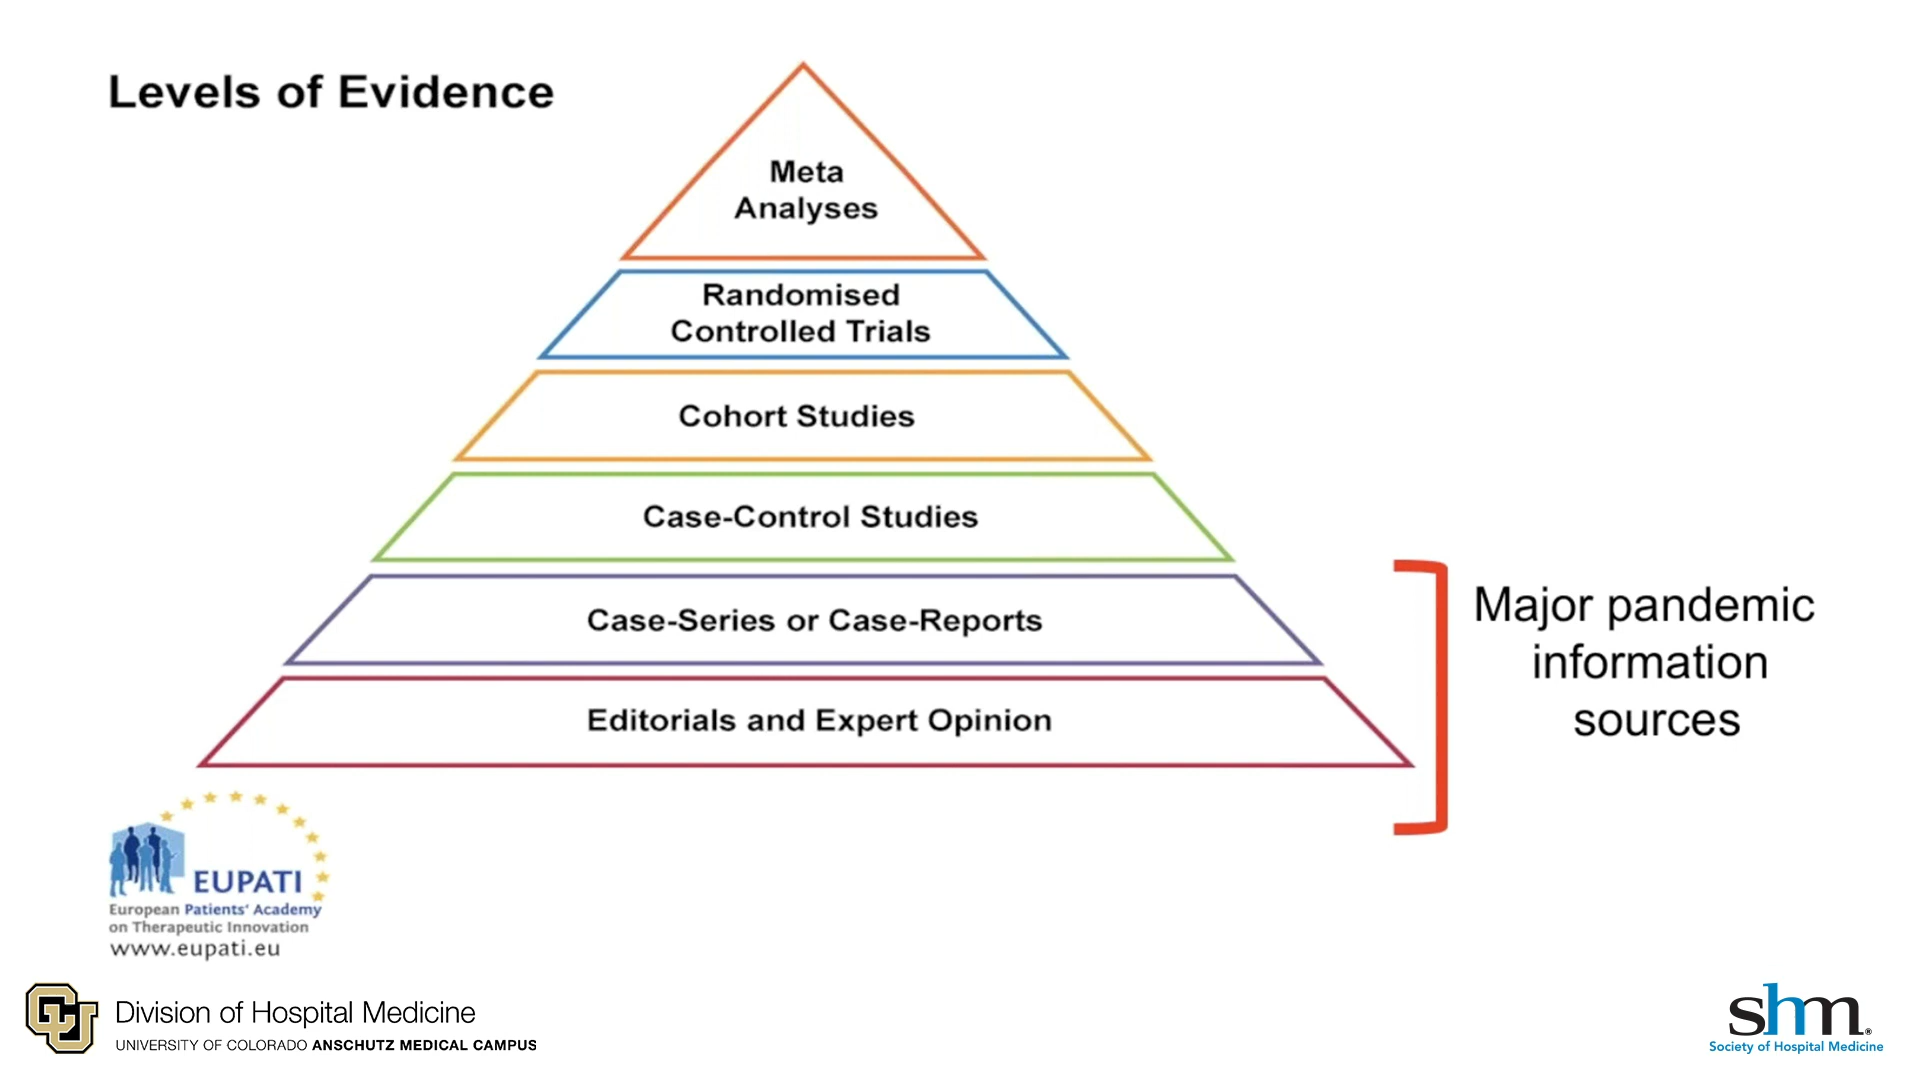 Levels of Evidence
Meta
Analyses
Randomised
Controlled Trials
Cohort Studies
Case-Control Studies
Case-Series or Case-Reports
Editorials and Expert Opinion
Major pandemic
information
sources
EUPATI
European Patients' Academy
on Therapeutic Innovation
www.eupati.eu
CU
Division of Hospital Medicine
UNIVERSITY OF COLORADO ANSCHUTZ MEDICAL CAMPUS
shm®
Society of Hospital Medicine